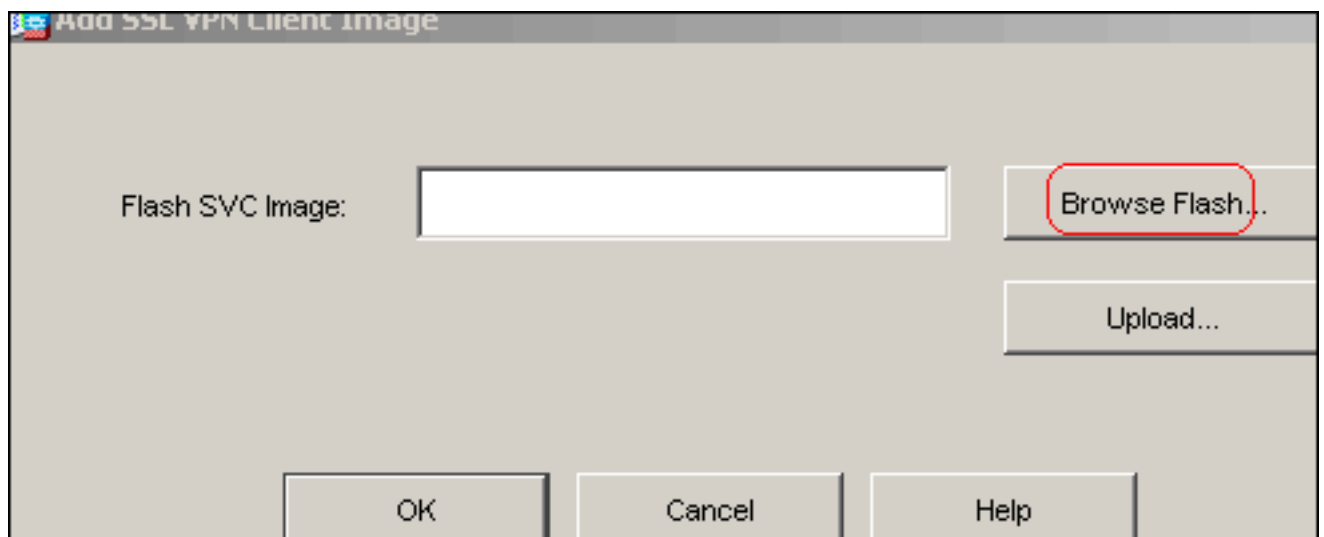 Add SSL VPN Client Image
Flash SVC Image:
Browse Flash...
Upload...
OK
Cancel
Help